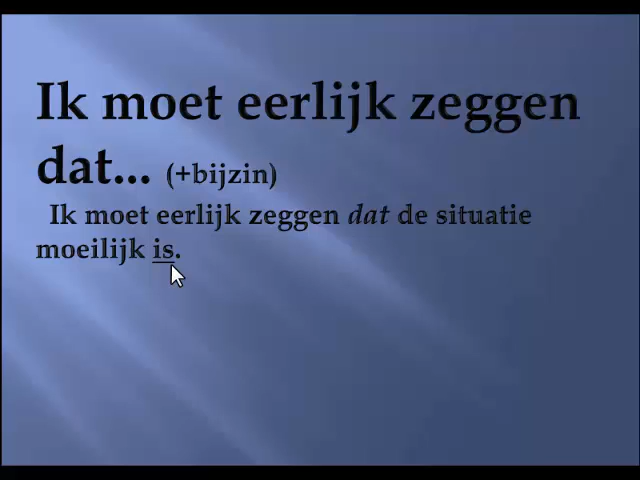 Ik moet eerlijk zeggen
dat... (+bijzin)
Ik moet eerlijk zeggen dat de situatie
moeilijk is.